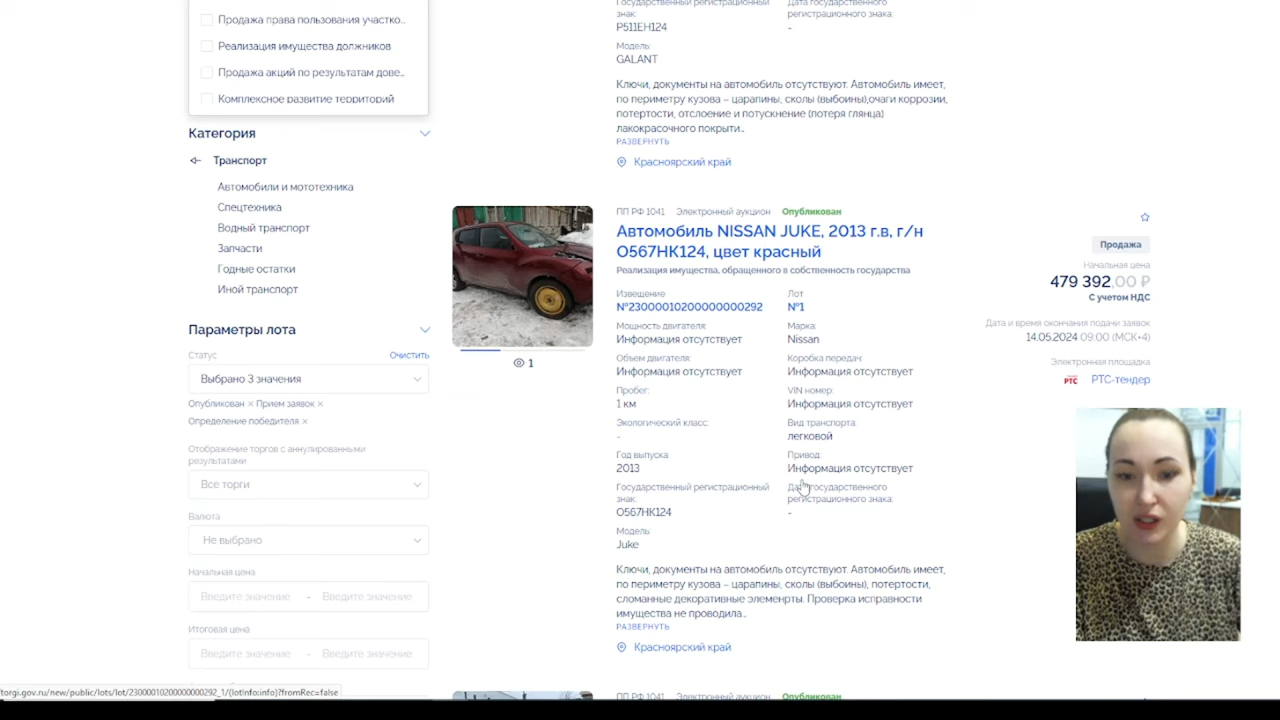 Продажа права пользования участко..
Реализация имущества должников
Продажа акций по результатам дове..
Комплексное развитие территорий
Категория
Транспорт
Автомобили и мототехника
Спецтехника
Водный транспорт
Запчасти
Годные остатки
Иной транспорт
Параметры лота
Статус
Очистить
Выбрано 3 значения
Опубликован × Прием заявок ×
Определение победителя ×
Отображение торгов с аннулированными
результатами
Все торги
Валюта
Не выбрано
Начальная цена
Введите значение - Введите значение
Итоговая цена
Введите значение - Введите значение
torgi.gov.ru/new/public/lots/lot/23000010200000000292_1/(lotInfo:info)?fromRec=false
Государственный регистрационный
знак:
Р511ЕН124
Дата государственного
регистрационного знака:
-
Модель:
GALANT
Ключи, документы на автомобиль отсутствуют. Автомобиль имеет,
по периметру кузова – царапины, сколы (выбоины),очаги коррозии,
потертости, отслоение и потускнение (потеря глянца)
лакокрасочного покрыти..
РАЗВЕРНУТЬ
Красноярский край
1
ПП РФ 1041 Электронный аукцион Опубликован
Автомобиль NISSAN JUKE, 2013 г.в, г/н
О567НК124, цвет красный
Реализация имущества, обращенного в собственность государства
Извещение
№23000010200000000292
Лот
№1
Мощность двигателя:
Информация отсутствует
Марка:
Nissan
Объем двигателя:
Информация отсутствует
Коробка передач:
Информация отсутствует
Пробег:
1 км
VIN номер:
Информация отсутствует
Экологический класс:
-
Вид транспорта:
легковой
Год выпуска:
2013
Привод:
Информация отсутствует
Государственный регистрационный
знак:
О567НК124
государственного
регистрационного знака:
-
Модель:
Juke
Ключи, документы на автомобиль отсутствуют. Автомобиль имеет,
по периметру кузова – царапины, сколы (выбоины), потертости,
сломанные декоративные элеменрты. Проверка исправности
имущества не проводила..
РАЗВЕРНУТЬ
Красноярский край
Продажа
Начальная цена
479 392,00 ₽
С учетом НДС
Дата и время окончания подачи заявок
14.05.2024 09:00 (МСК+4)
Электронная площадка
РТС РТС-тендер
ПП РФ 1041 Электронный аукцион Опубликован